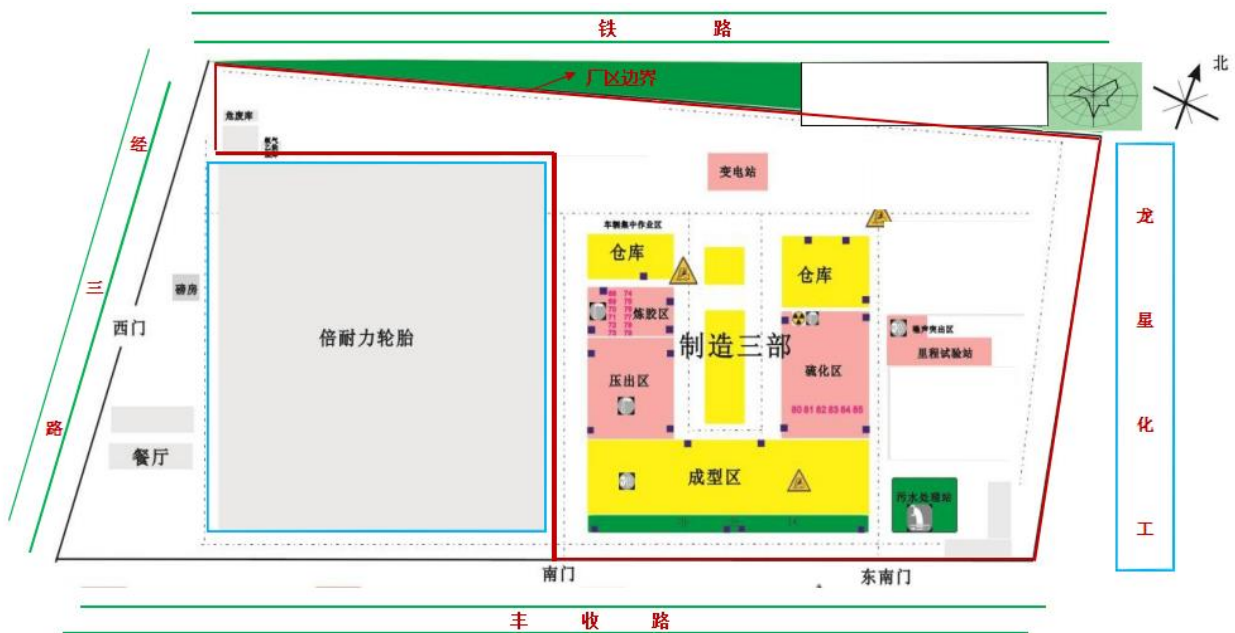 铁 路
北
厂区边界
危废库
经
三
路
变电站
龙
星
化
工
车辆集中作业区
仓库
仓库
磅房
西门
炼胶区
制造三部
倍耐力轮胎
噪声突出区
里程试验站
压出区
硫化区
80 81 82 83 84 85
餐厅
成型区
污水处理站
南门
东南门
丰 收 路